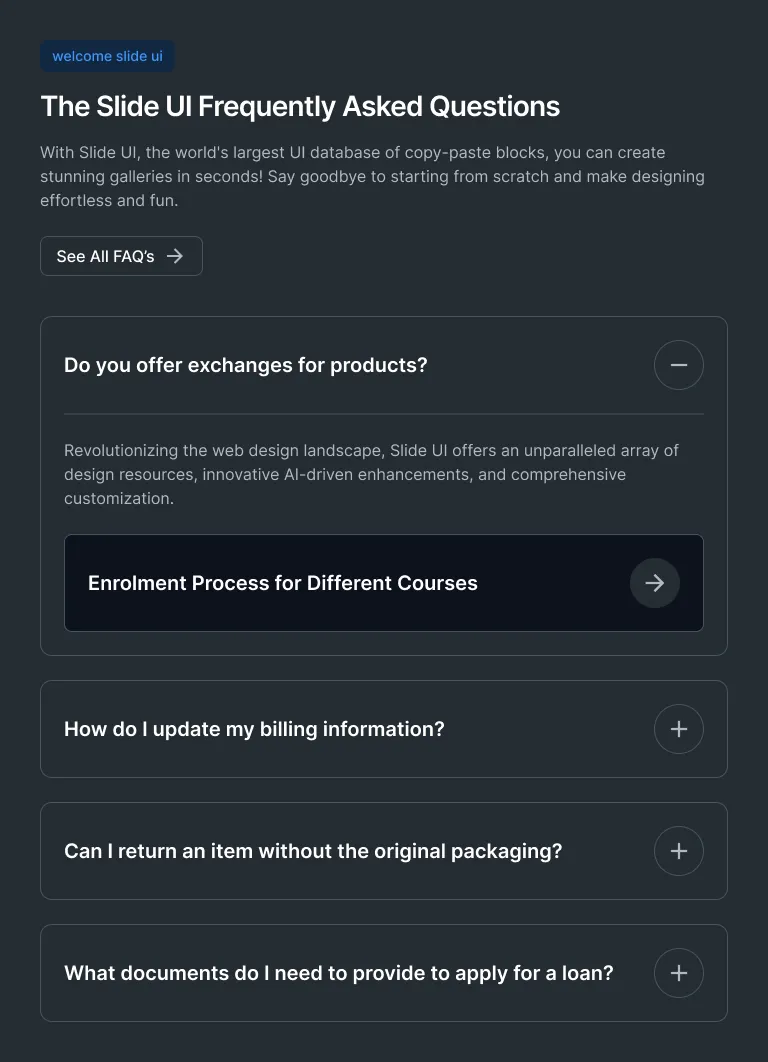 welcome slide ui
The Slide UI Frequently Asked Questions
With Slide UI, the world's largest UI database of copy-paste blocks, you can create
stunning galleries in seconds! Say goodbye to starting from scratch and make designing
effortless and fun.
See All FAQ’s
Do you offer exchanges for products?
Revolutionizing the web design landscape, Slide UI offers an unparalleled array of
design resources, innovative AI-driven enhancements, and comprehensive
customization.
Enrolment Process for Different Courses
How do I update my billing information?
Can I return an item without the original packaging?
What documents do I need to provide to apply for a loan?